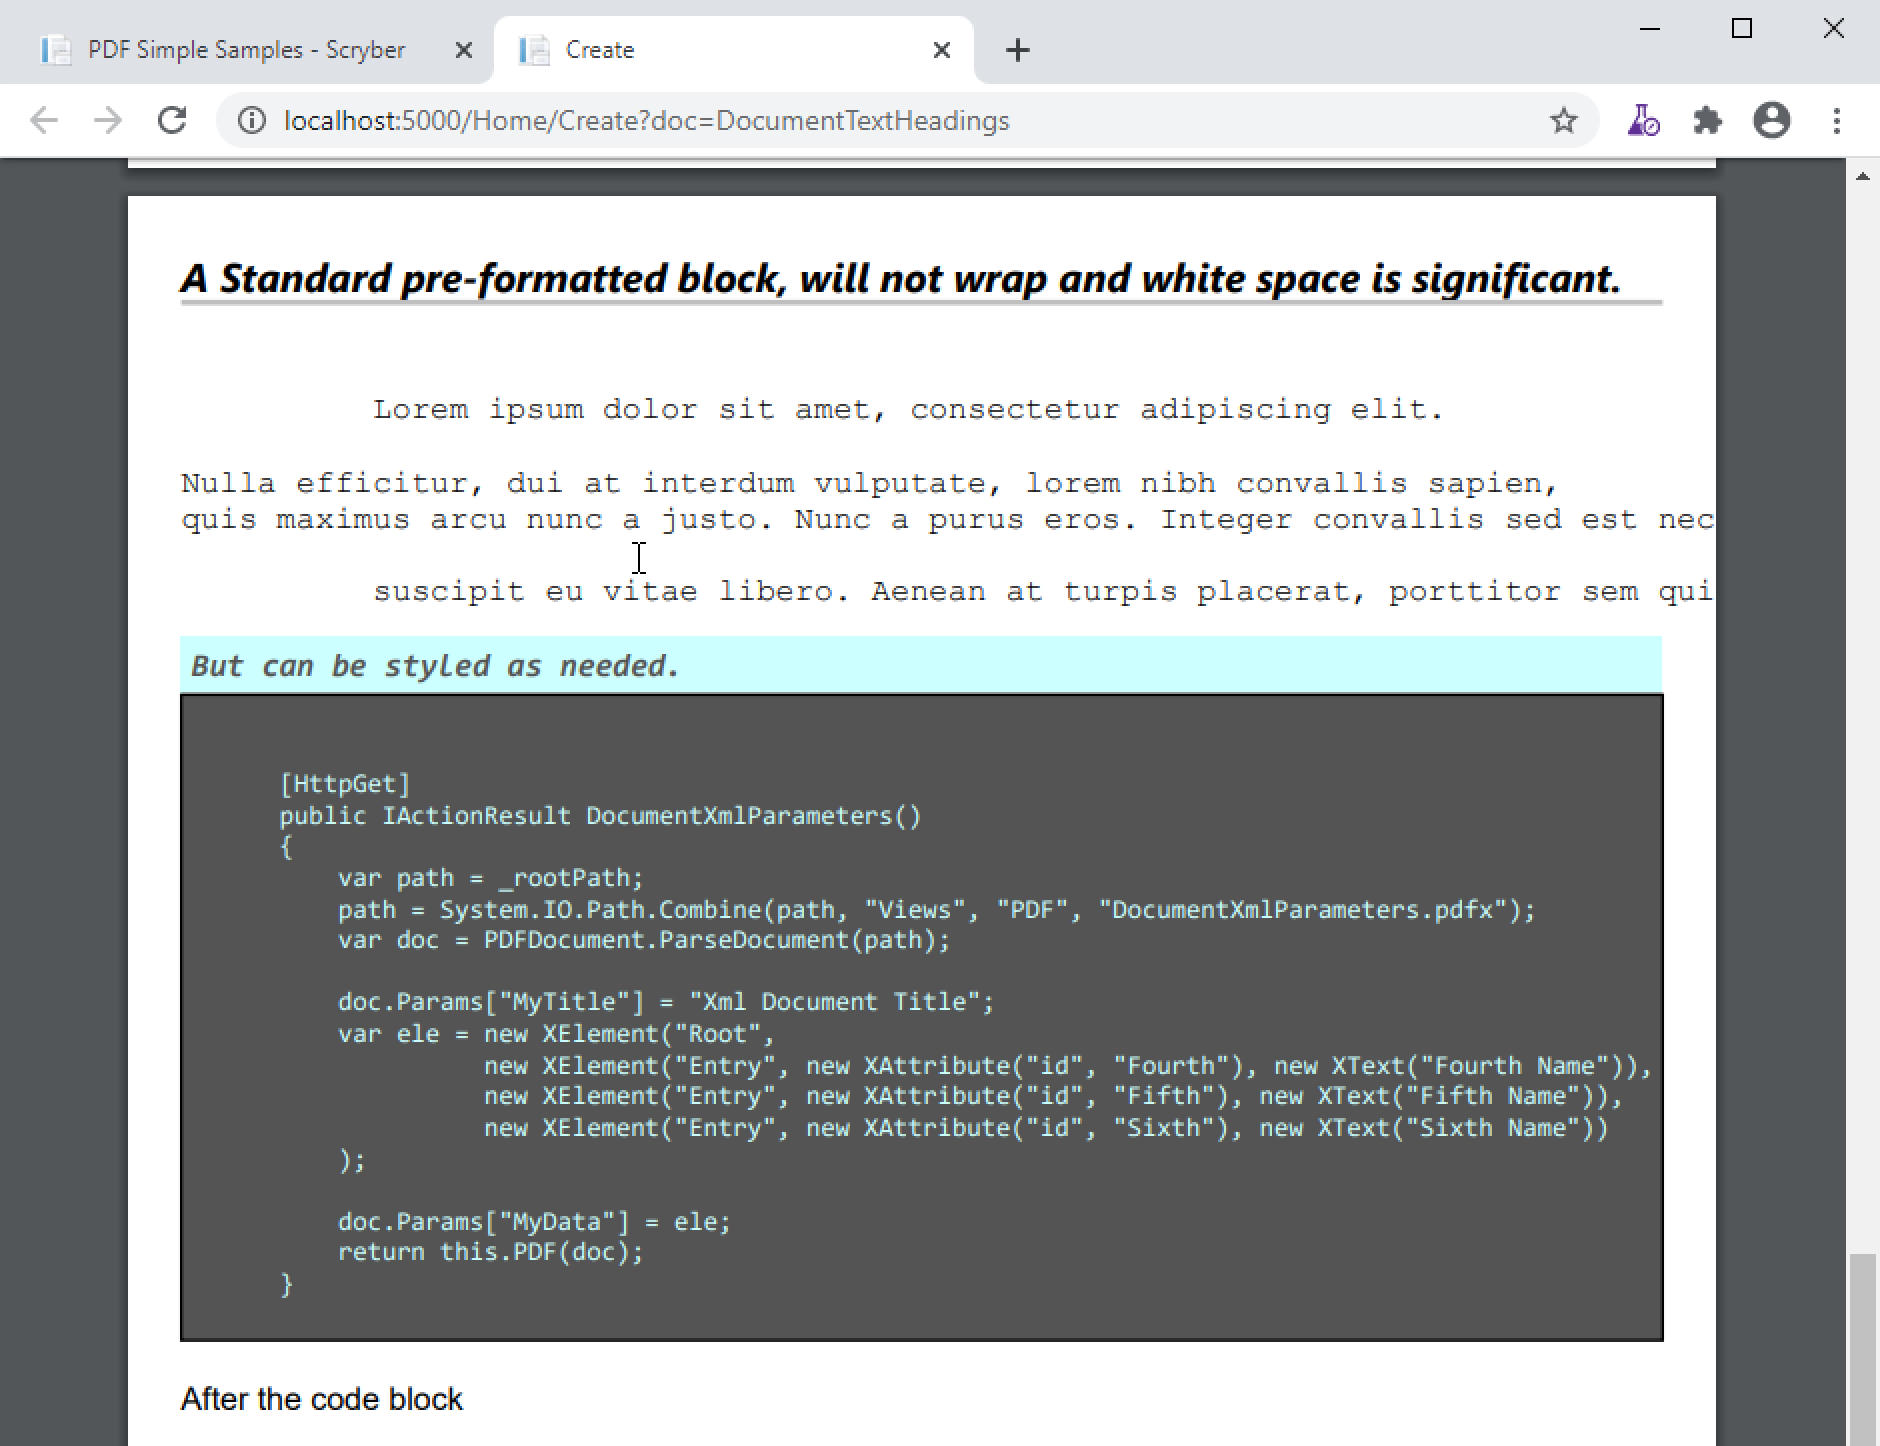 PDF Simple Samples - Scryber
Create
localhost:5000/Home/Create?doc=DocumentTextHeadings
A Standard pre-formatted block, will not wrap and white space is significant.
Lorem ipsum dolor sit amet, consectetur adipiscing elit.
Nulla efficitur, dui at interdum vulputate, lorem nibh convallis sapien,
quis maximus arcu nunc a justo. Nunc a purus eros. Integer convallis sed est nec
suscipit eu vitae libero. Aenean at turpis placerat, porttitor sem qui
But can be styled as needed.
[HttpGet]
public IActionResult DocumentXmlParameters()
{
    var path = _rootPath;
    path = System.IO.Path.Combine(path, "Views", "PDF", "DocumentXmlParameters.pdfx");
    var doc = PDFDocument.ParseDocument(path);
    doc.Params["MyTitle"] = "Xml Document Title";
    var ele = new XElement("Root",
              new XElement("Entry", new XAttribute("id", "Fourth"), new XText("Fourth Name")),
              new XElement("Entry", new XAttribute("id", "Fifth"), new XText("Fifth Name")),
              new XElement("Entry", new XAttribute("id", "Sixth"), new XText("Sixth Name"))
    );
    doc.Params["MyData"] = ele;
    return this.PDF(doc);
}
After the code block